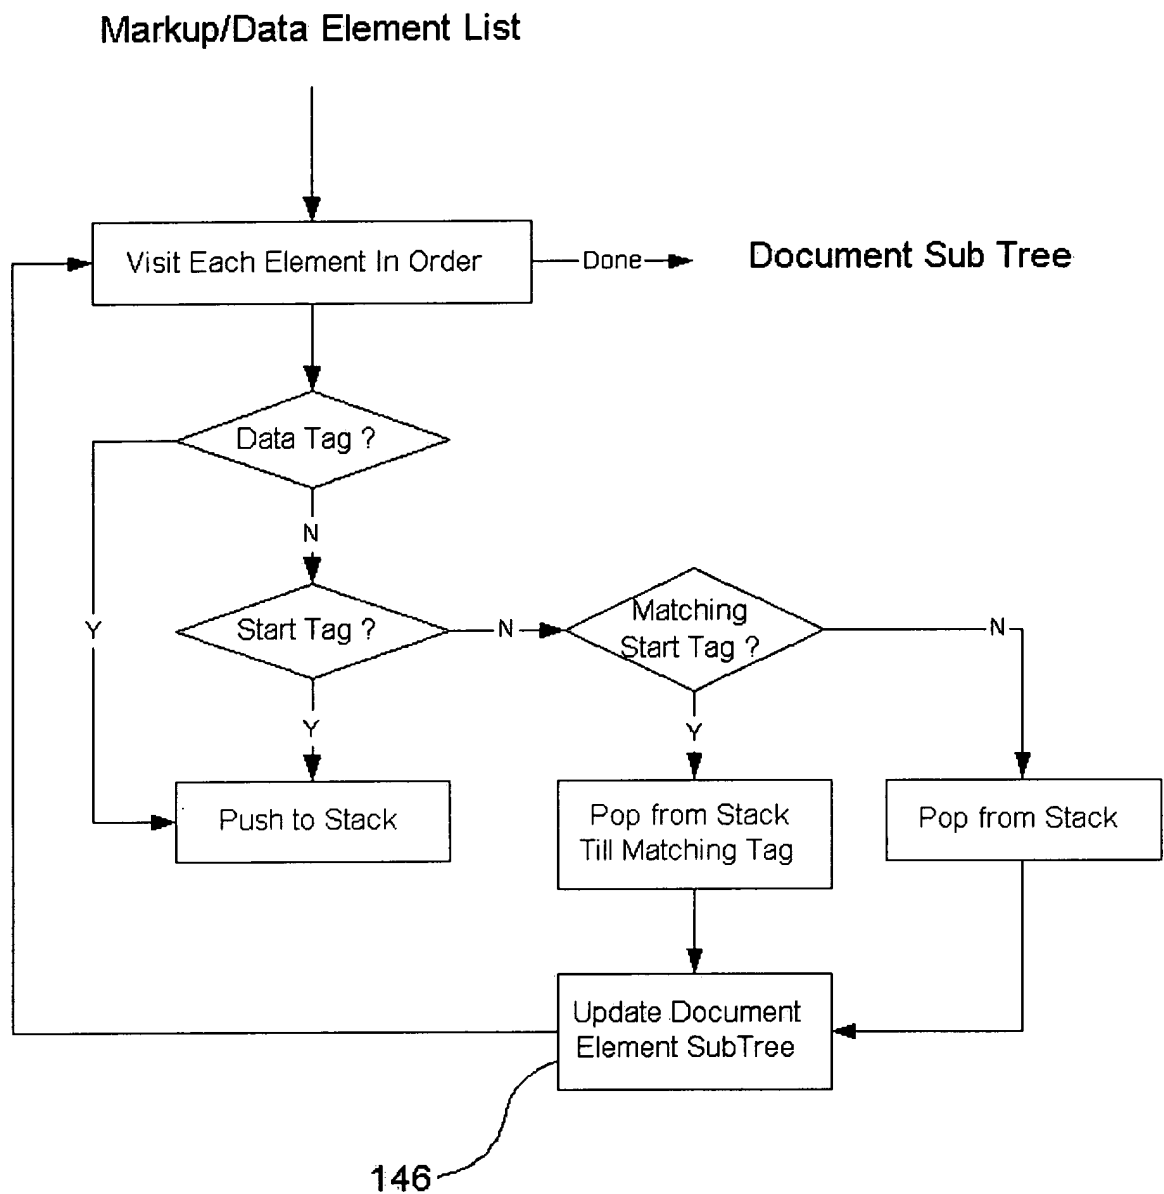 Markup/Data Element List
Visit Each Element In Order
Done
Document Sub Tree
Data Tag ?
N
Y
Start Tag ?
N
Matching
Start Tag ?
N
Y
Y
Push to Stack
Pop from Stack
Till Matching Tag
Pop from Stack
Update Document
Element SubTree
146